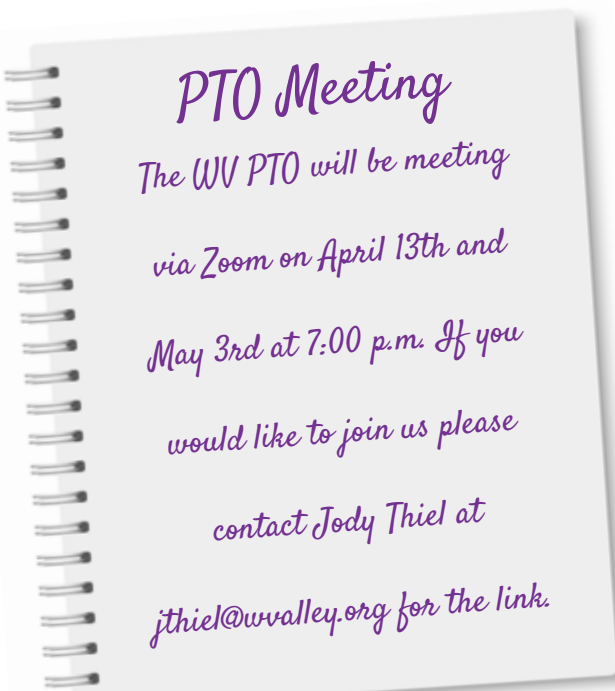 PTO Meeting
The WV PTO will be meeting
via Zoom on April 13th and
May 3rd at 7:00 p.m. If you
would like to join us please
contact Jody Thiel at
jthiel@wvalley.org for the link.